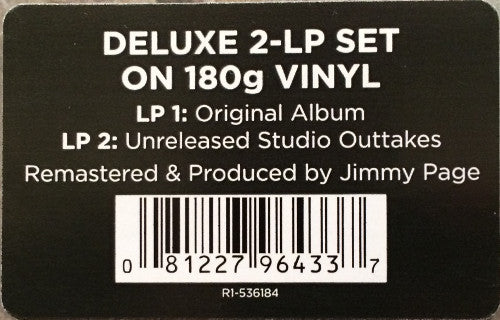 DELUXE 2-LP SET
ON 180g VINYL
LP 1: Original Album
LP 2: Unreleased Studio Outtakes
Remastered & Produced by Jimmy Page
0 81227 96433 7
R1-536184